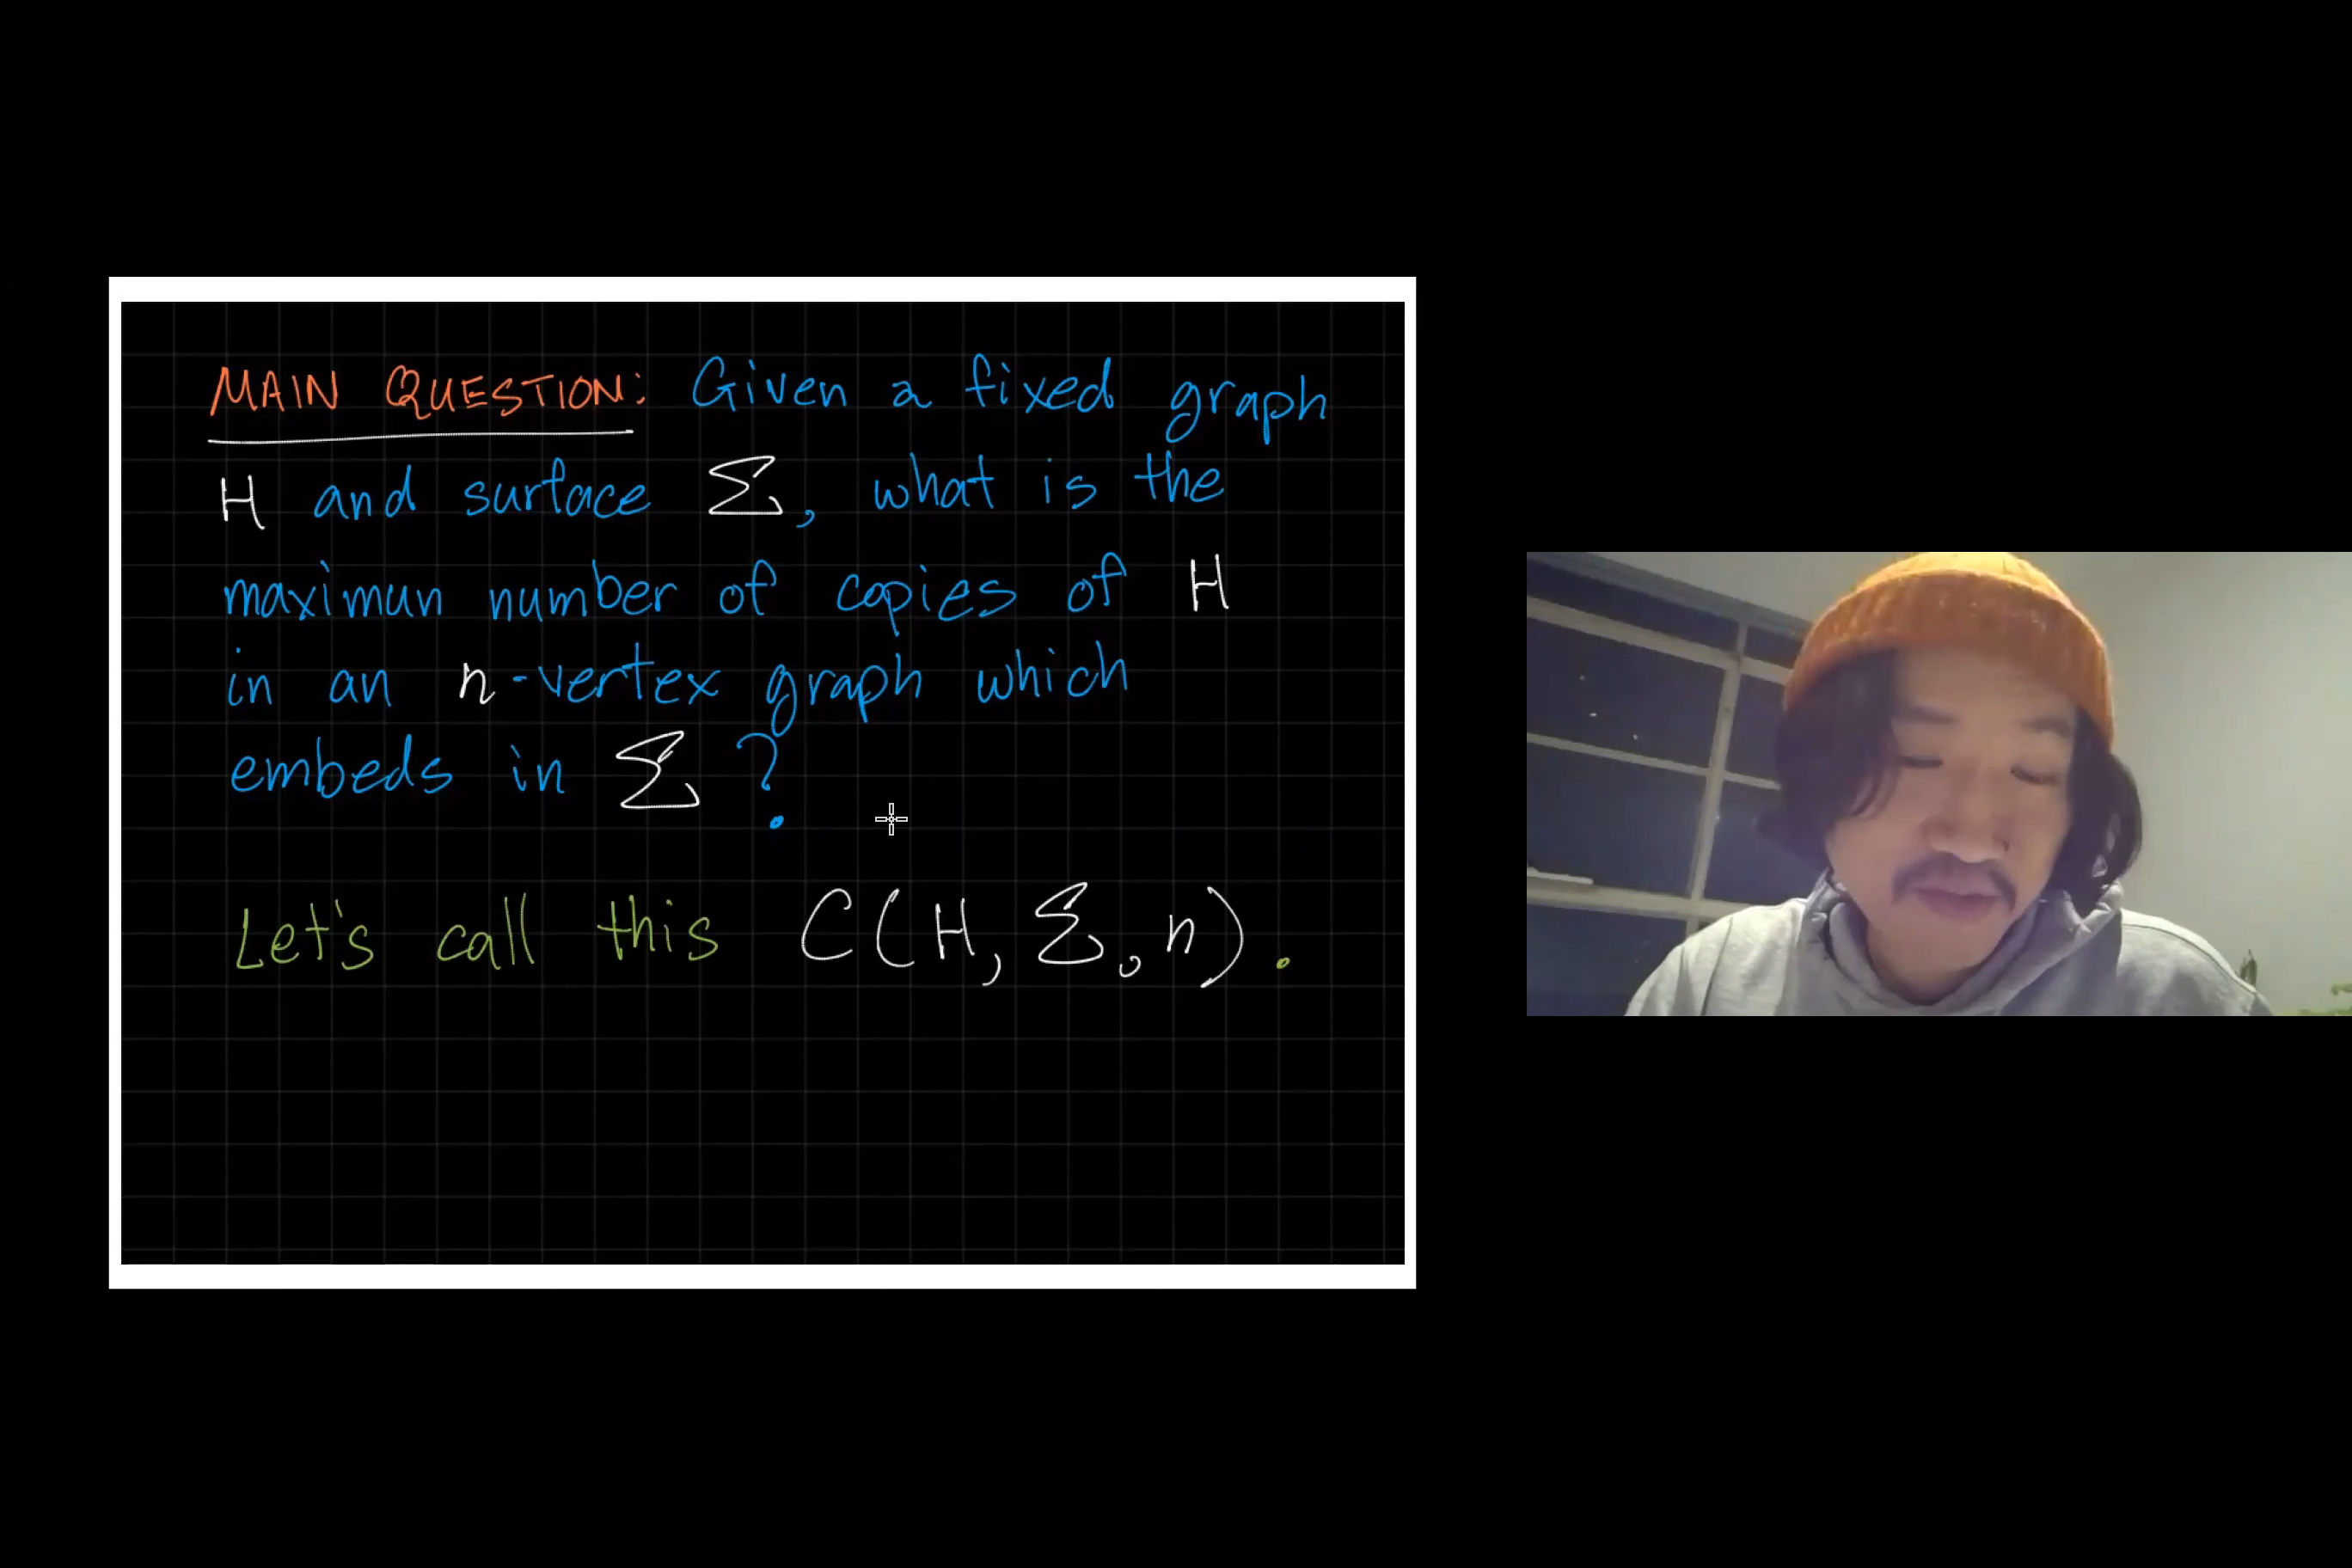 MAIN QUESTION: Given a fixed graph
H and surface Σ, what is the
maximun number of copies of H
in an n-vertex graph which
embeds in Σ ?
Let's call this C(H, Σ, n).